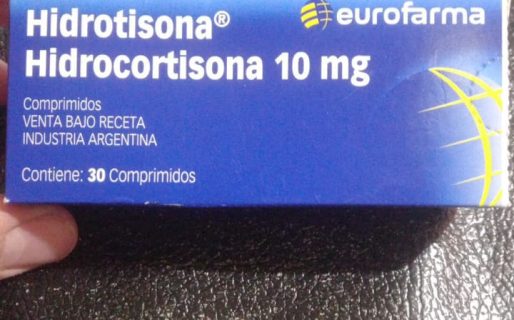 Hidrotisona®
eurofarma
Hidrocortisona 10 mg
Comprimidos
VENTA BAJO RECETA
INDUSTRIA ARGENTINA
Contiene: 30 Comprimidos